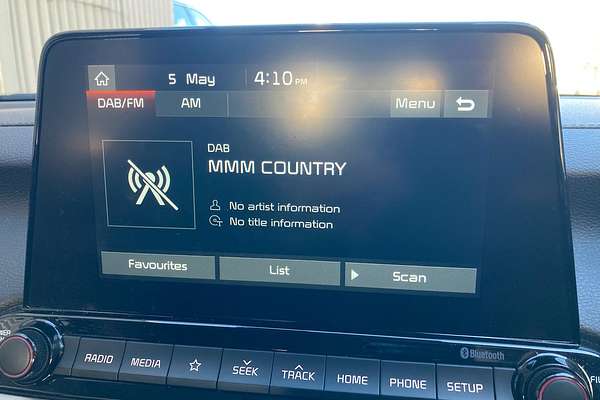 5 May 4:10 PM
DAB/FM AM Menu
DAB
MMM COUNTRY
No artist information
No title information
Favourites List Scan
Bluetooth
RADIO MEDIA SEEK TRACK HOME PHONE SETUP